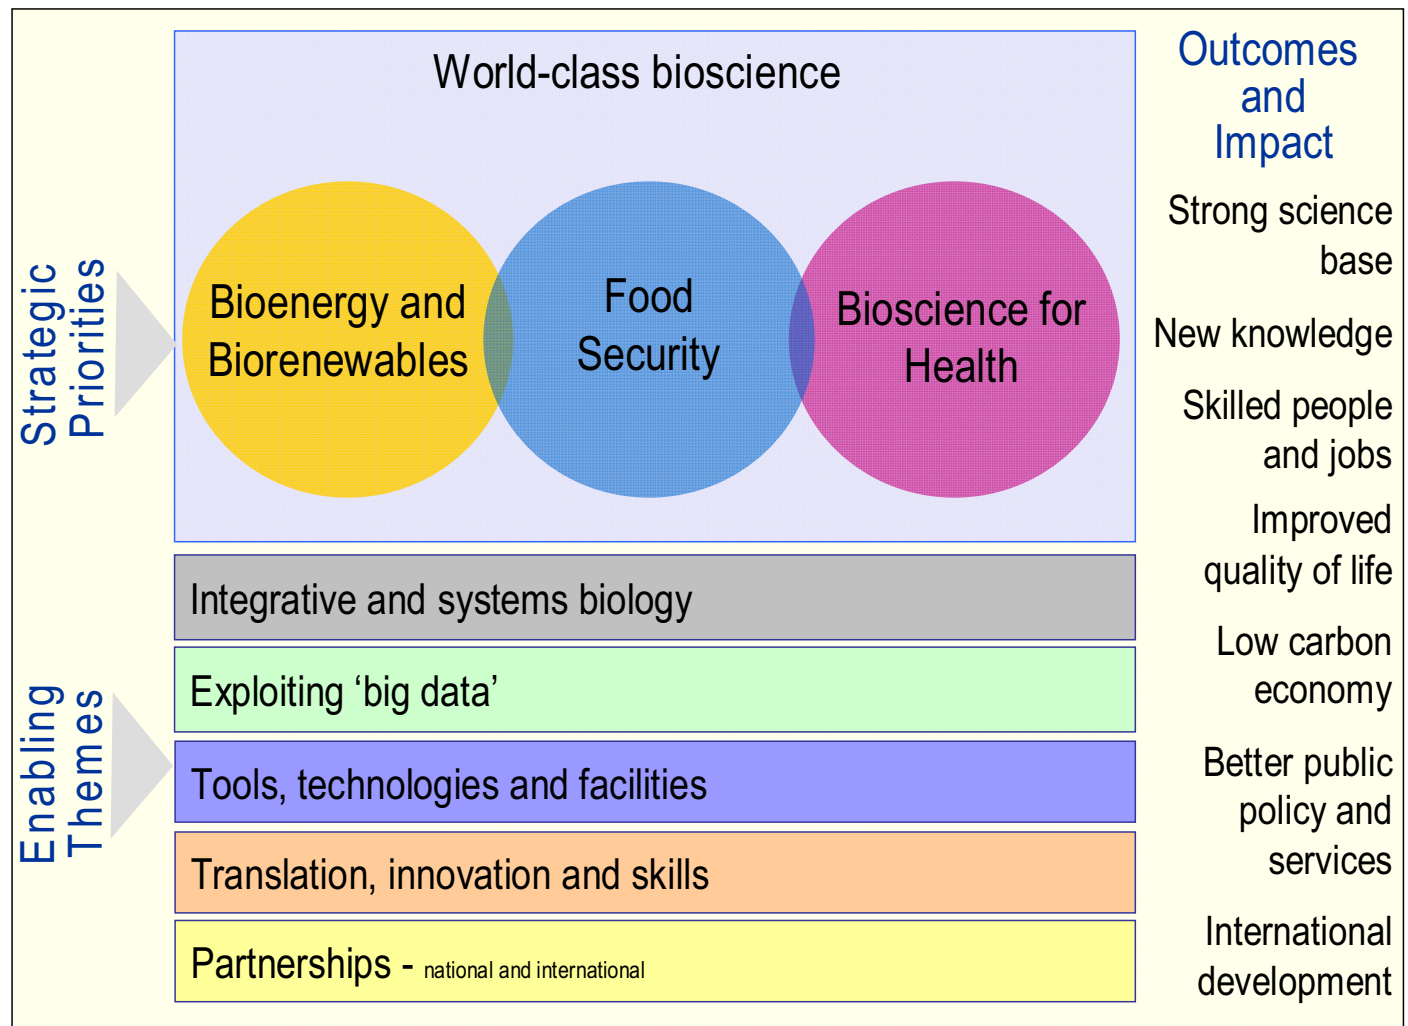 World-class bioscience
Strategic
Priorities
Bioenergy and
Biorenewables
Food
Security
Bioscience for
Health
Enabling
Themes
Integrative and systems biology
Exploiting ‘big data’
Tools, technologies and facilities
Translation, innovation and skills
Partnerships - national and international
Outcomes
and
Impact
Strong science
base
New knowledge
Skilled people
and jobs
Improved
quality of life
Low carbon
economy
Better public
policy and
services
International
development